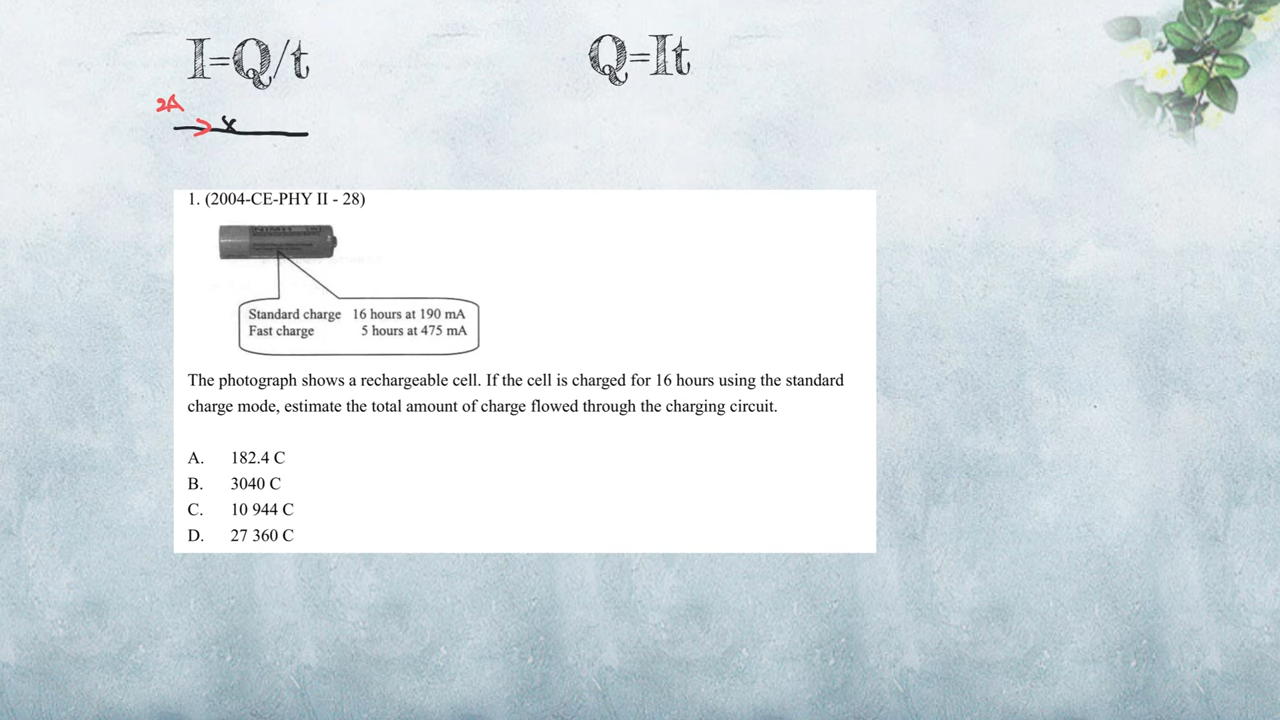 I=Q/t
Q=It
2A
x
1. (2004-CE-PHY II - 28)
Standard charge 16 hours at 190 mA
Fast charge 5 hours at 475 mA
The photograph shows a rechargeable cell. If the cell is charged for 16 hours using the standard
charge mode, estimate the total amount of charge flowed through the charging circuit.
A. 182.4 C
B. 3040 C
C. 10 944 C
D. 27 360 C